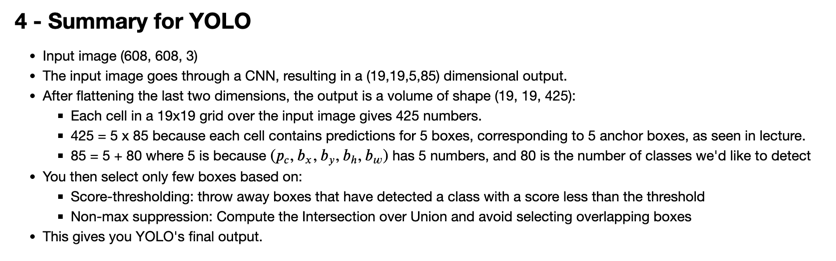 4 - Summary for YOLO
• Input image (608, 608, 3)
• The input image goes through a CNN, resulting in a (19,19,5,85) dimensional output.
• After flattening the last two dimensions, the output is a volume of shape (19, 19, 425):
▪ Each cell in a 19x19 grid over the input image gives 425 numbers.
▪ 425 = 5 x 85 because each cell contains predictions for 5 boxes, corresponding to 5 anchor boxes, as seen in lecture.
▪ 85 = 5 + 80 where 5 is because (p_c, b_x, b_y, b_h, b_w) has 5 numbers, and 80 is the number of classes we'd like to detect
• You then select only few boxes based on:
▪ Score-thresholding: throw away boxes that have detected a class with a score less than the threshold
▪ Non-max suppression: Compute the Intersection over Union and avoid selecting overlapping boxes
• This gives you YOLO's final output.